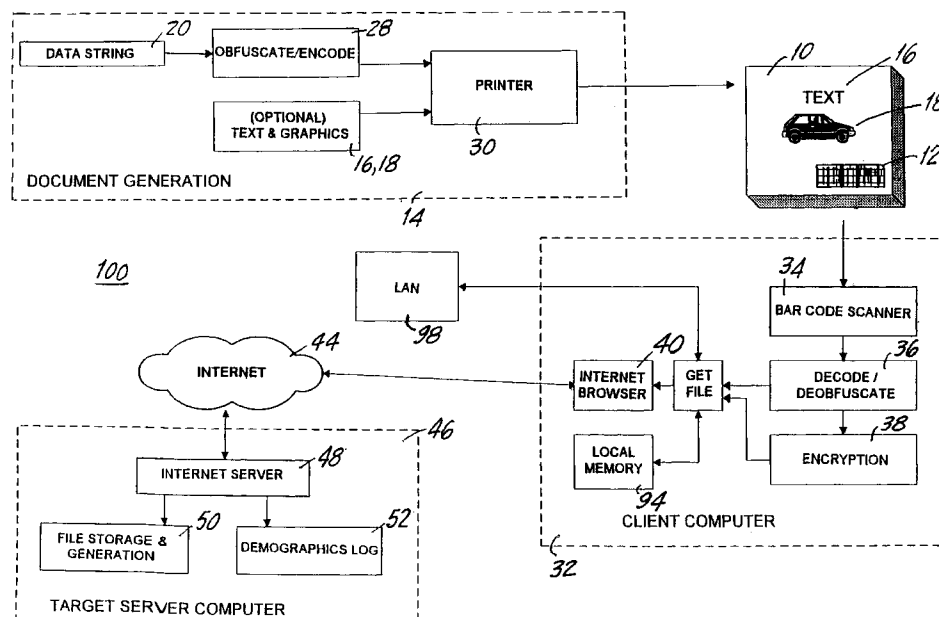 20
DATA STRING
28
OBFUSCATE/ENCODE
(OPTIONAL)
TEXT & GRAPHICS
16,18
PRINTER
30
DOCUMENT GENERATION
14
10
16
TEXT
18
12
100
LAN
98
44
INTERNET
34
BAR CODE SCANNER
36
DECODE /
DEOBFUSCATE
38
ENCRYPTION
40
INTERNET
BROWSER
GET
FILE
LOCAL
MEMORY
94
CLIENT COMPUTER
32
46
INTERNET SERVER
48
50
FILE STORAGE &
GENERATION
52
DEMOGRAPHICS LOG
TARGET SERVER COMPUTER